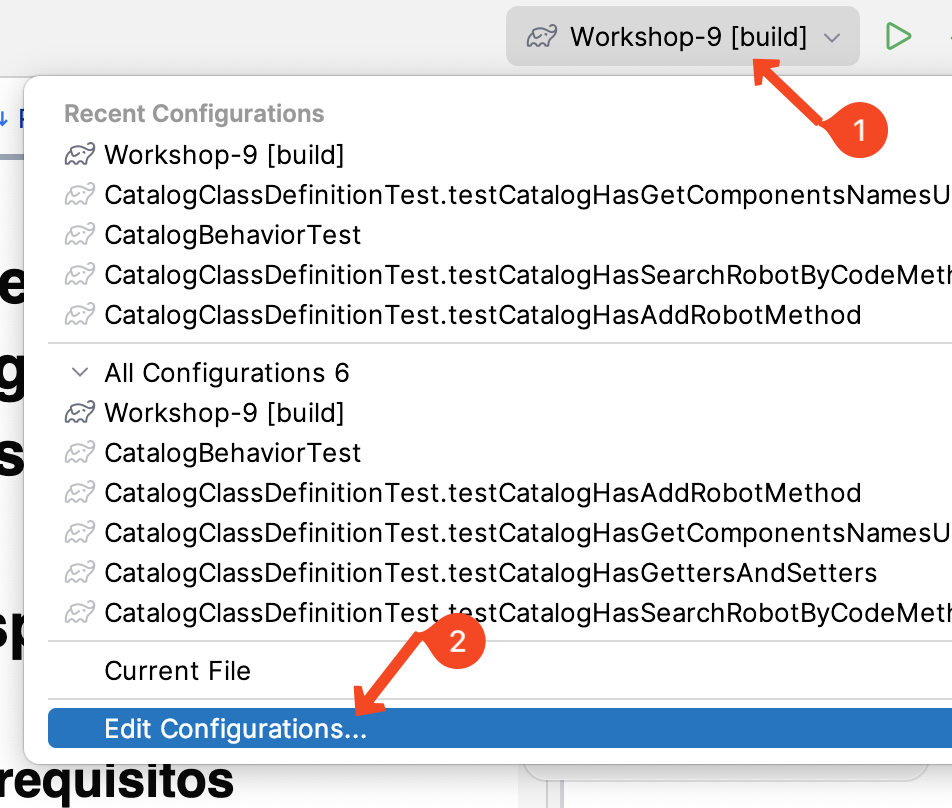 Workshop-9 [build]
1
Recent Configurations
Workshop-9 [build]
CatalogClassDefinitionTest.testCatalogHasGetComponentsNamesU
CatalogBehaviorTest
CatalogClassDefinitionTest.testCatalogHasSearchRobotByCodeMeth
CatalogClassDefinitionTest.testCatalogHasAddRobotMethod
All Configurations 6
Workshop-9 [build]
CatalogBehaviorTest
CatalogClassDefinitionTest.testCatalogHasAddRobotMethod
CatalogClassDefinitionTest.testCatalogHasGetComponentsNamesU
CatalogClassDefinitionTest.testCatalogHasGettersAndSetters
CatalogClassDefinitionTest.testCatalogHasSearchRobotByCodeMeth
2
Current File
Edit Configurations...
requisitos